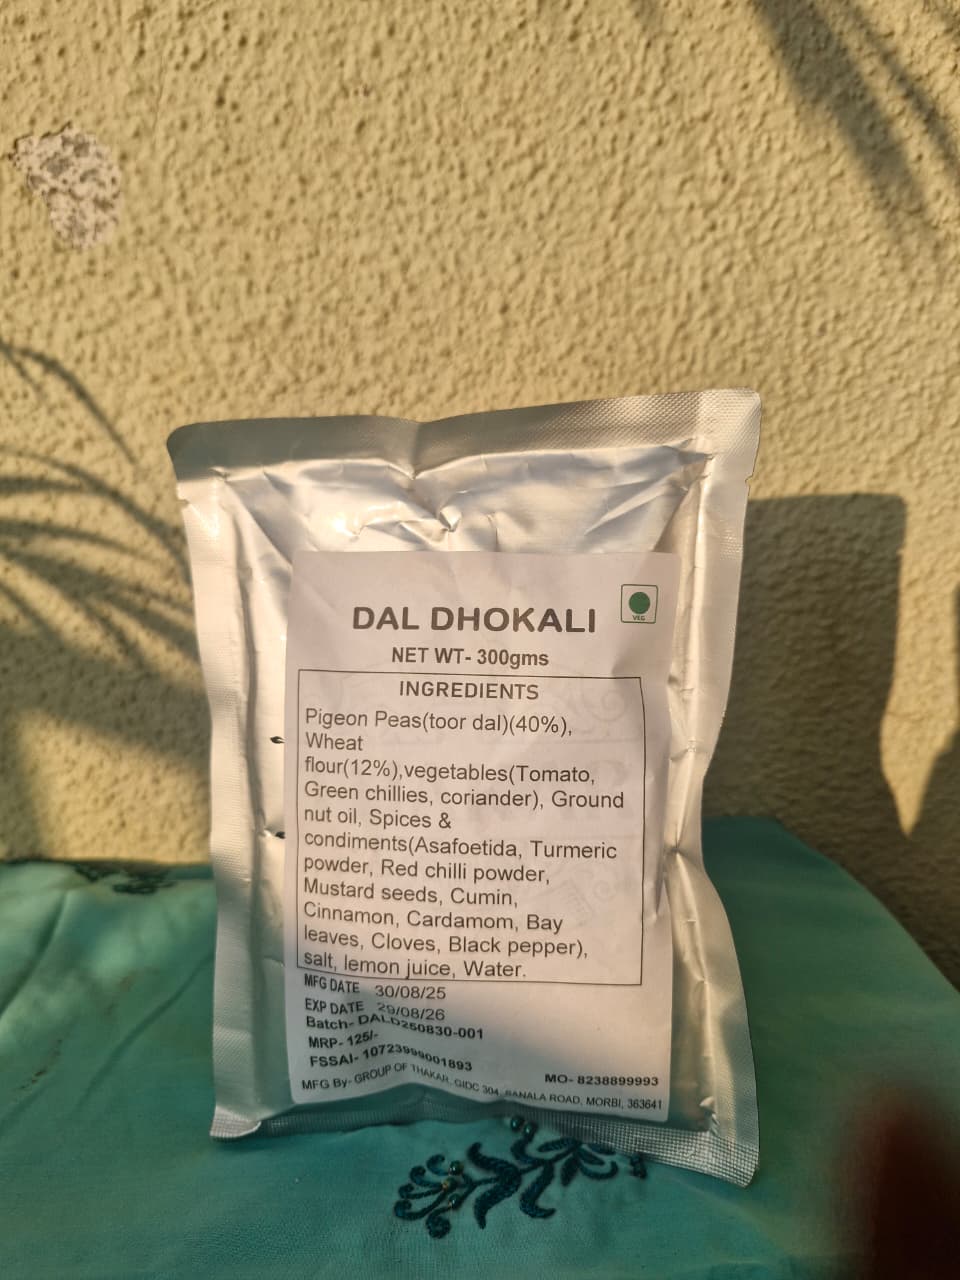 DAL DHOKALI
VEG
NET WT- 300gms
INGREDIENTS
Pigeon Peas(toor dal)(40%),
Wheat
flour(12%),vegetables(Tomato,
Green chillies, coriander), Ground
nut oil, Spices &
condiments(Asafoetida, Turmeric
powder, Red chilli powder,
Mustard seeds, Cumin,
Cinnamon, Cardamom, Bay
leaves, Cloves, Black pepper),
salt, lemon juice, Water.
MFG DATE 30/08/25
EXP DATE 29/08/26
Batch- DALD250830-001
MRP- 125/-
FSSAI- 10723999001893
MO- 8238899993
MFG By- GROUP OF THAKAR, GIDC 304, SANALA ROAD, MORBI, 363641